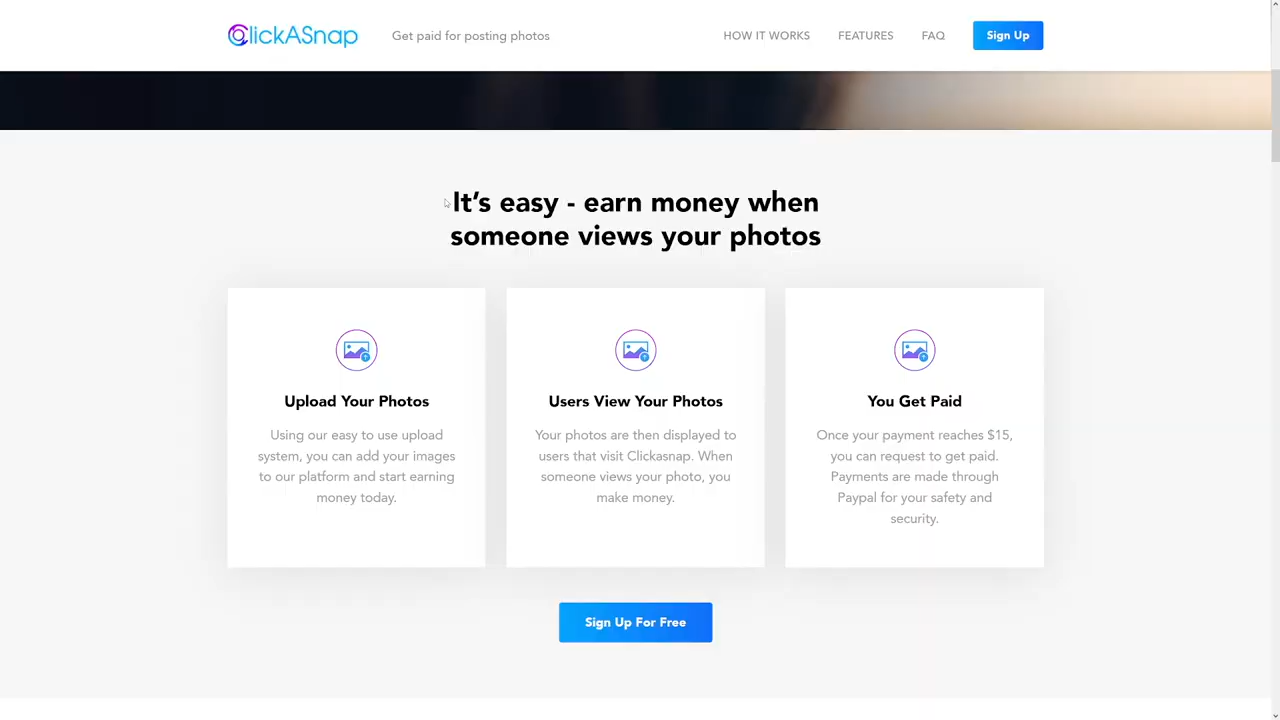 ClickASnap
Get paid for posting photos
HOW IT WORKS
FEATURES
FAQ
Sign Up
It’s easy - earn money when
someone views your photos
Upload Your Photos
Using our easy to use upload
system, you can add your images
to our platform and start earning
money today.
Users View Your Photos
Your photos are then displayed to
users that visit Clickasnap. When
someone views your photo, you
make money.
You Get Paid
Once your payment reaches $15,
you can request to get paid.
Payments are made through
Paypal for your safety and
security.
Sign Up For Free